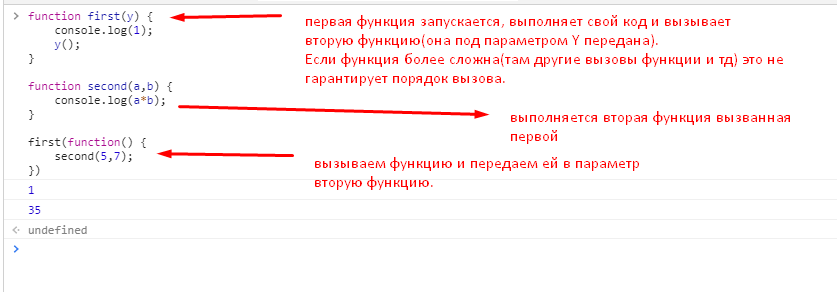 function first(y) {
console.log(1);
y();
}
первая функция запускается, выполняет свой код и вызывает
вторую функцию(она под параметром Y передана).
Если функция более сложна(там другие вызовы функции и тд) это не
гарантирует порядок вызова.
function second(a,b) {
console.log(a*b);
}
выполняется вторая функция вызванная
первой
first(function() {
second(5,7);
})
вызываем функцию и передаем ей в параметр
вторую функцию.
1
35
undefined